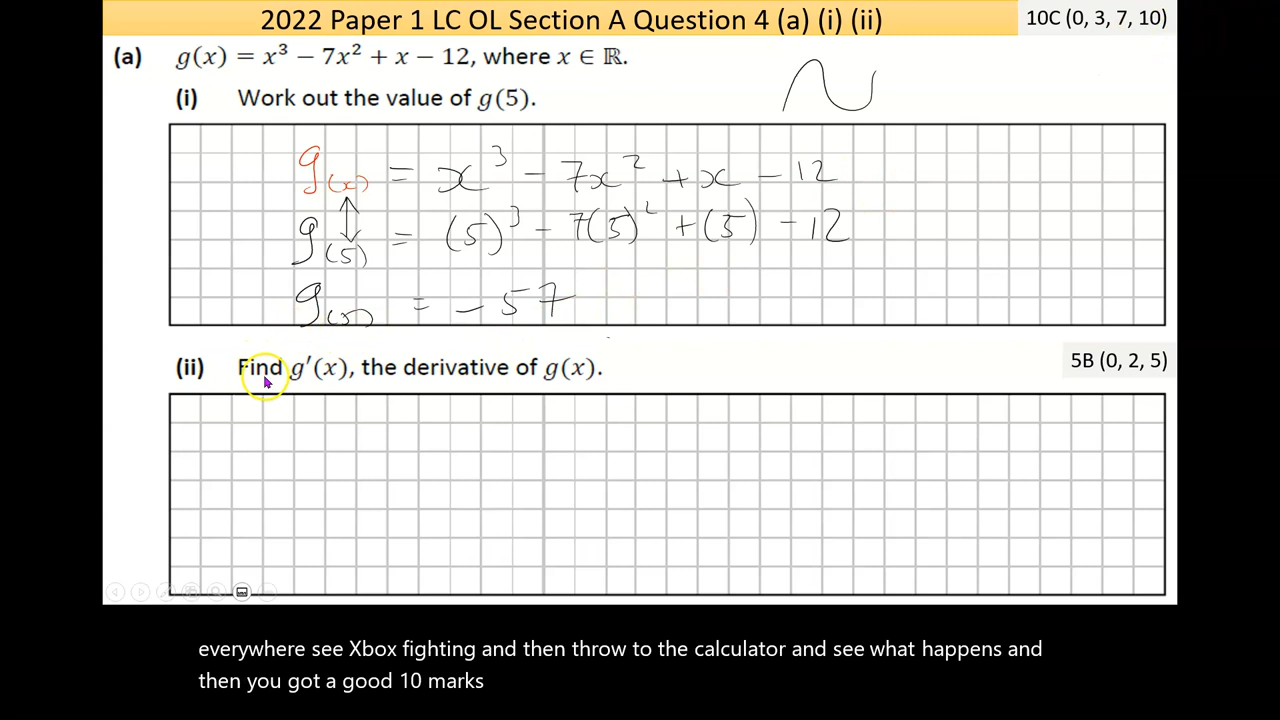 2022 Paper 1 LC OL Section A Question 4 (a) (i) (ii)
10C (0, 3, 7, 10)
(a) g(x) = x³ − 7x² + x − 12, where x ∈ ℝ.
(i) Work out the value of g(5).
g(x) = x³ − 7x² + x − 12
g(5) = (5)³ − 7(5)² + (5) − 12
g(5) = − 57
(ii) Find g′(x), the derivative of g(x).
5B (0, 2, 5)
everywhere see Xbox fighting and then throw to the calculator and see what happens and
then you got a good 10 marks